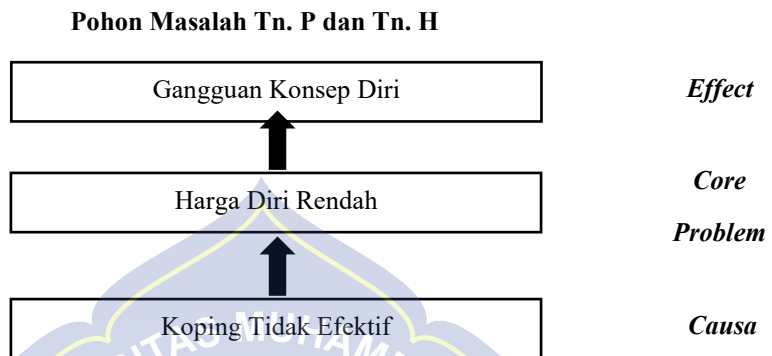 Pohon Masalah Tn. P dan Tn. H
Gangguan Konsep Diri
Effect
Harga Diri Rendah
Core
Problem
Koping Tidak Efektif
Causa